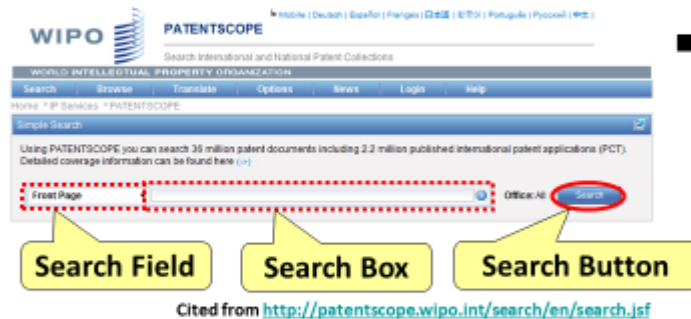 Mobile | Deutsch | Español | Français | 日本語 | 한국어 | Português | Русский | 中文 |
WIPO
PATENTSCOPE
Search International and National Patent Collections
WORLD INTELLECTUAL PROPERTY ORGANIZATION
Search Browse Translate Options News Login Help
Home IP Services PATENTSCOPE
Simple Search
Using PATENTSCOPE you can search 36 million patent documents including 2.2 million published international patent applications (PCT).
Detailed coverage information can be found here (->)
Front Page Office: All Search
Search Field Search Box Search Button
Cited from http://patentscope.wipo.int/search/en/search.jsf